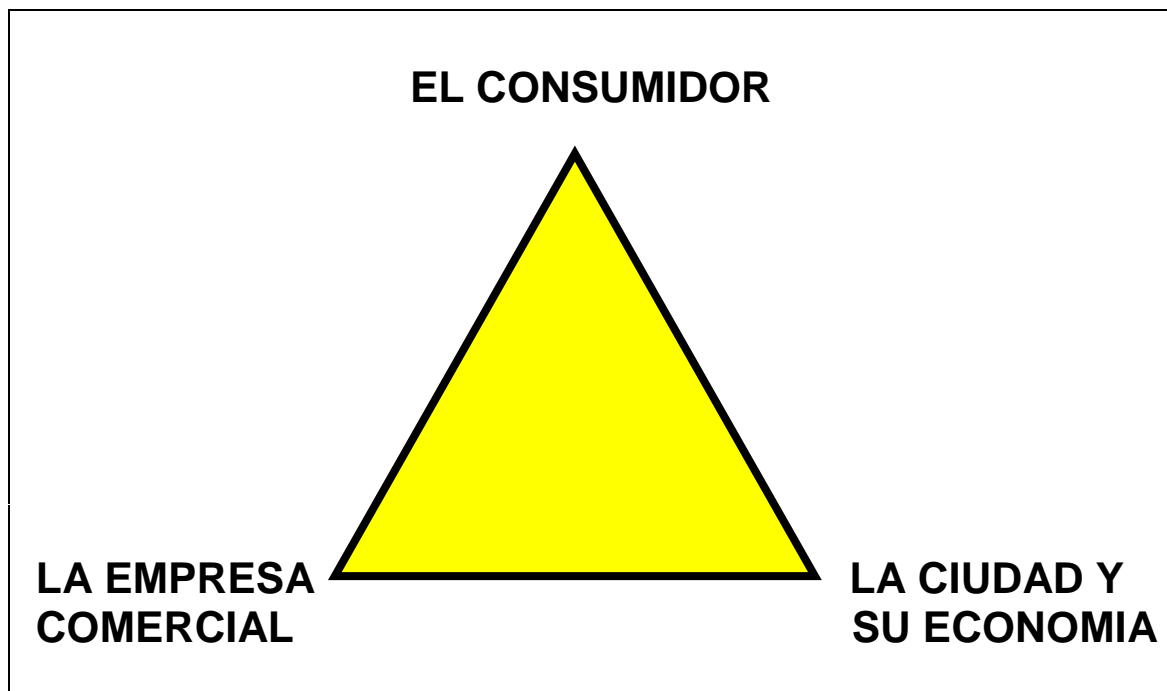 EL CONSUMIDOR
LA EMPRESA
COMERCIAL
LA CIUDAD Y
SU ECONOMIA